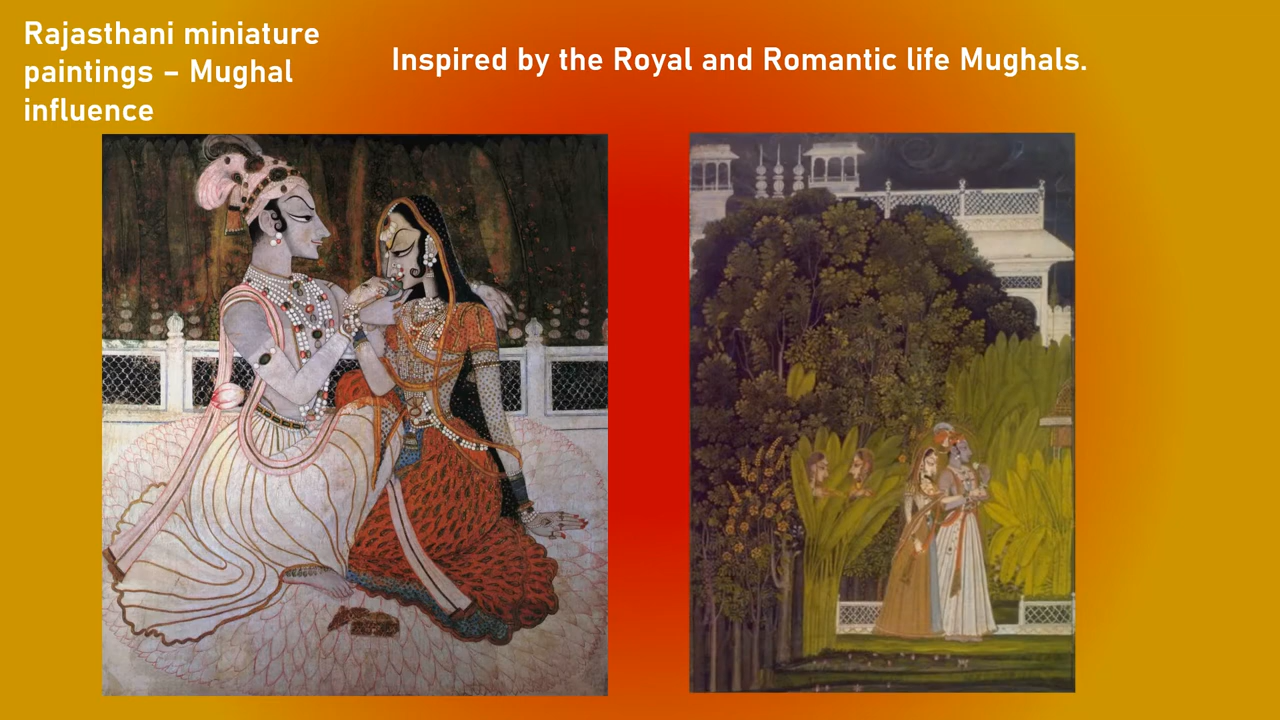 Rajasthani miniature
paintings – Mughal
influence
Inspired by the Royal and Romantic life Mughals.